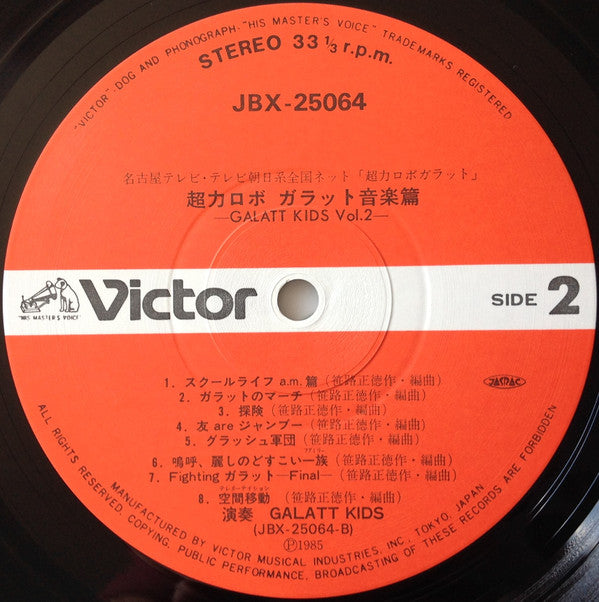 "VICTOR"-DOG AND PHONOGRAPH-"HIS MASTER'S VOICE" TRADEMARKS REGISTERED
STEREO 33 1/3 r.p.m.
JBX-25064
名古屋テレビ・テレビ朝日系全国ネット「超力ロボガラット」
超力ロボ ガラット音楽篇
—GALATT KIDS Vol.2—
"HIS MASTER'S VOICE"
Victor
SIDE 2
1. スクールライフ a.m. 篇 (笹路正徳作・編曲)
2. ガラットのマーチ (笹路正徳作・編曲)
3. 探険 (笹路正徳作・編曲)
4. 友 are ジャンブー (笹路正徳作・編曲)
5. グラッシュ軍団 (笹路正徳作・編曲)
ファミリー
6. 嗚呼、麗しのどすこい一族 (笹路正徳作・編曲)
7. Fighting ガラット—Final— (笹路正徳作・編曲)
8. 空間移動 (笹路正徳作・編曲)
演奏 GALATT KIDS
(JBX-25064-B)
Ⓟ1985
JASRAC
MANUFACTURED BY VICTOR MUSICAL INDUSTRIES, INC., TOKYO, JAPAN
ALL RIGHTS RESERVED. COPYING, PUBLIC PERFORMANCE, BROADCASTING OF THESE RECORDS ARE FORBIDDEN